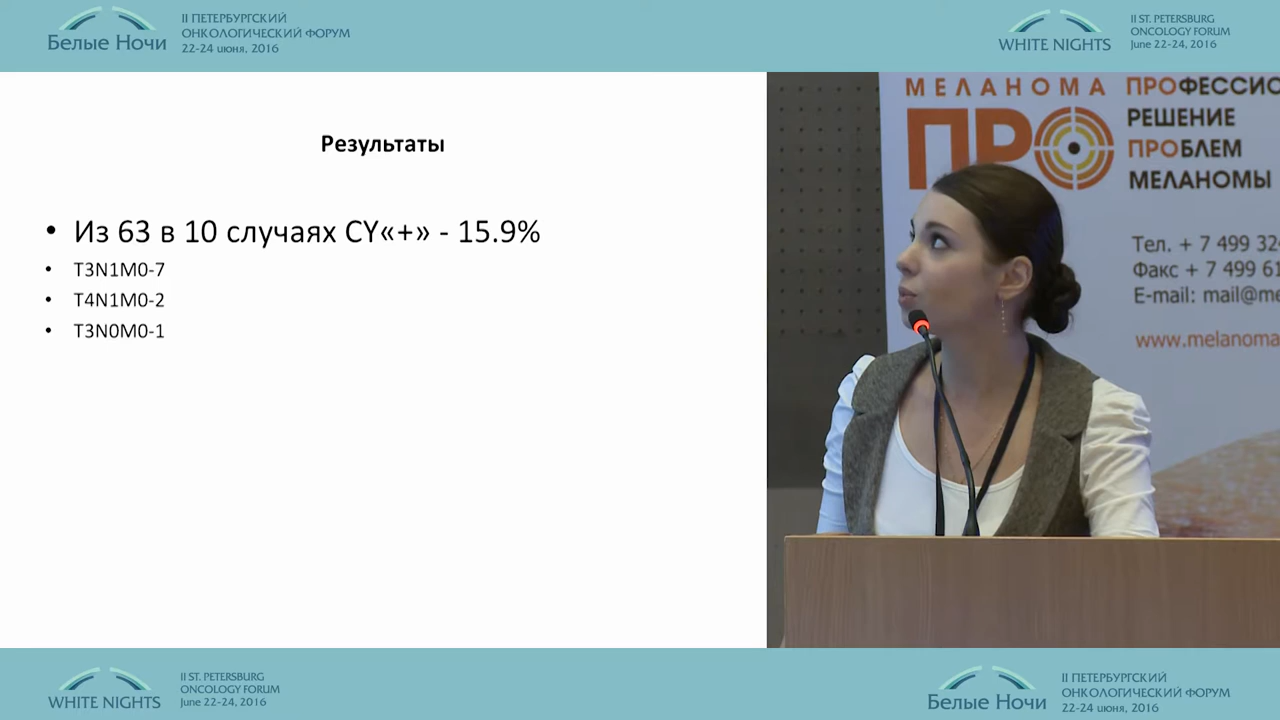 Белые Ночи
II ПЕТЕРБУРГСКИЙ
ОНКОЛОГИЧЕСКИЙ ФОРУМ
22-24 июня, 2016
WHITE NIGHTS
II ST. PETERSBURG
ONCOLOGY FORUM
June 22-24, 2016
Результаты
• Из 63 в 10 случаях CY«+» - 15.9%
• T3N1M0-7
• T4N1M0-2
• T3N0M0-1
МЕЛАНОМА
ПРО
ПРОФЕССИО
РЕШЕНИЕ
ПРОБЛЕМ
МЕЛАНОМЫ
Тел. + 7 499 324
Факс + 7 499 61
E-mail: mail@me
www.melanoma
WHITE NIGHTS
II ST. PETERSBURG
ONCOLOGY FORUM
June 22-24, 2016
Белые Ночи
II ПЕТЕРБУРГСКИЙ
ОНКОЛОГИЧЕСКИЙ ФОРУМ
22-24 июня, 2016